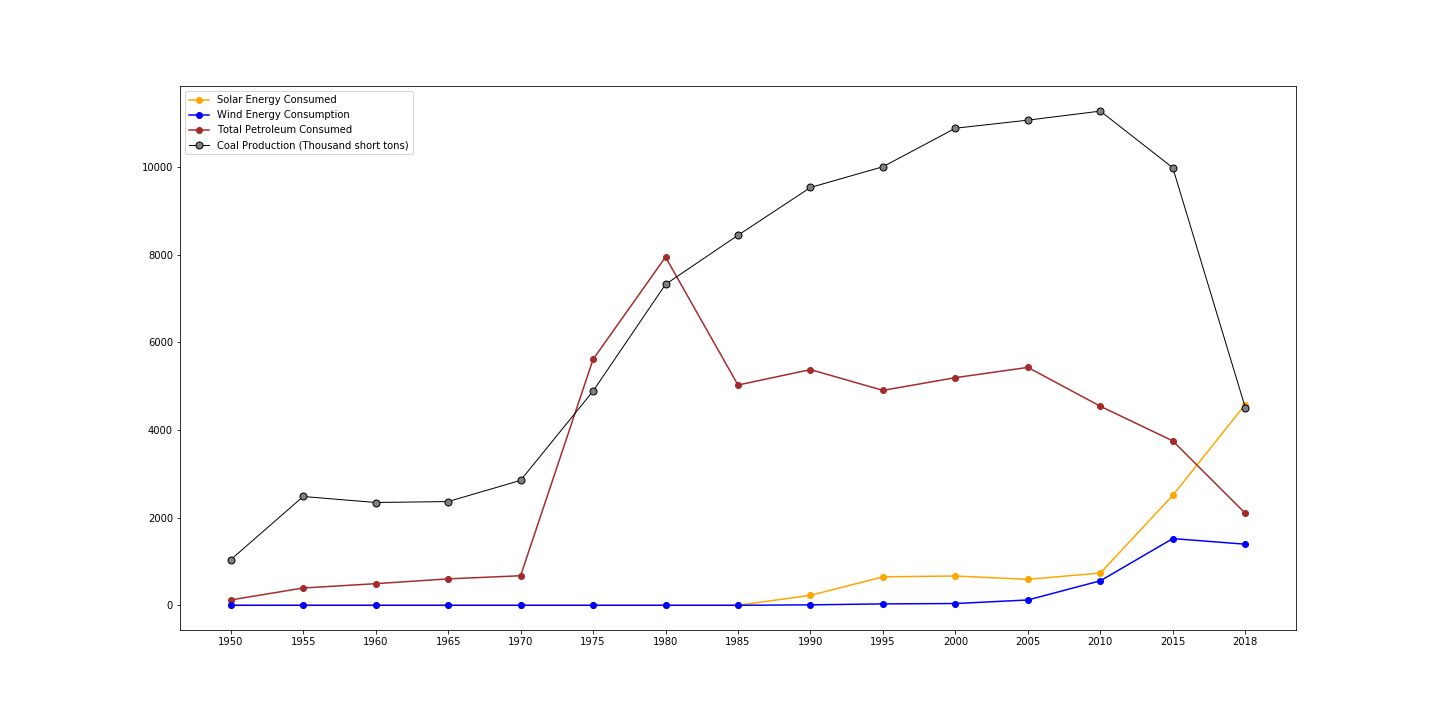 Solar Energy Consumed
Wind Energy Consumption
Total Petroleum Consumed
Coal Production (Thousand short tons)
10000
8000
6000
4000
2000
0
1950 1955 1960 1965 1970 1975 1980 1985 1990 1995 2000 2005 2010 2015 2018